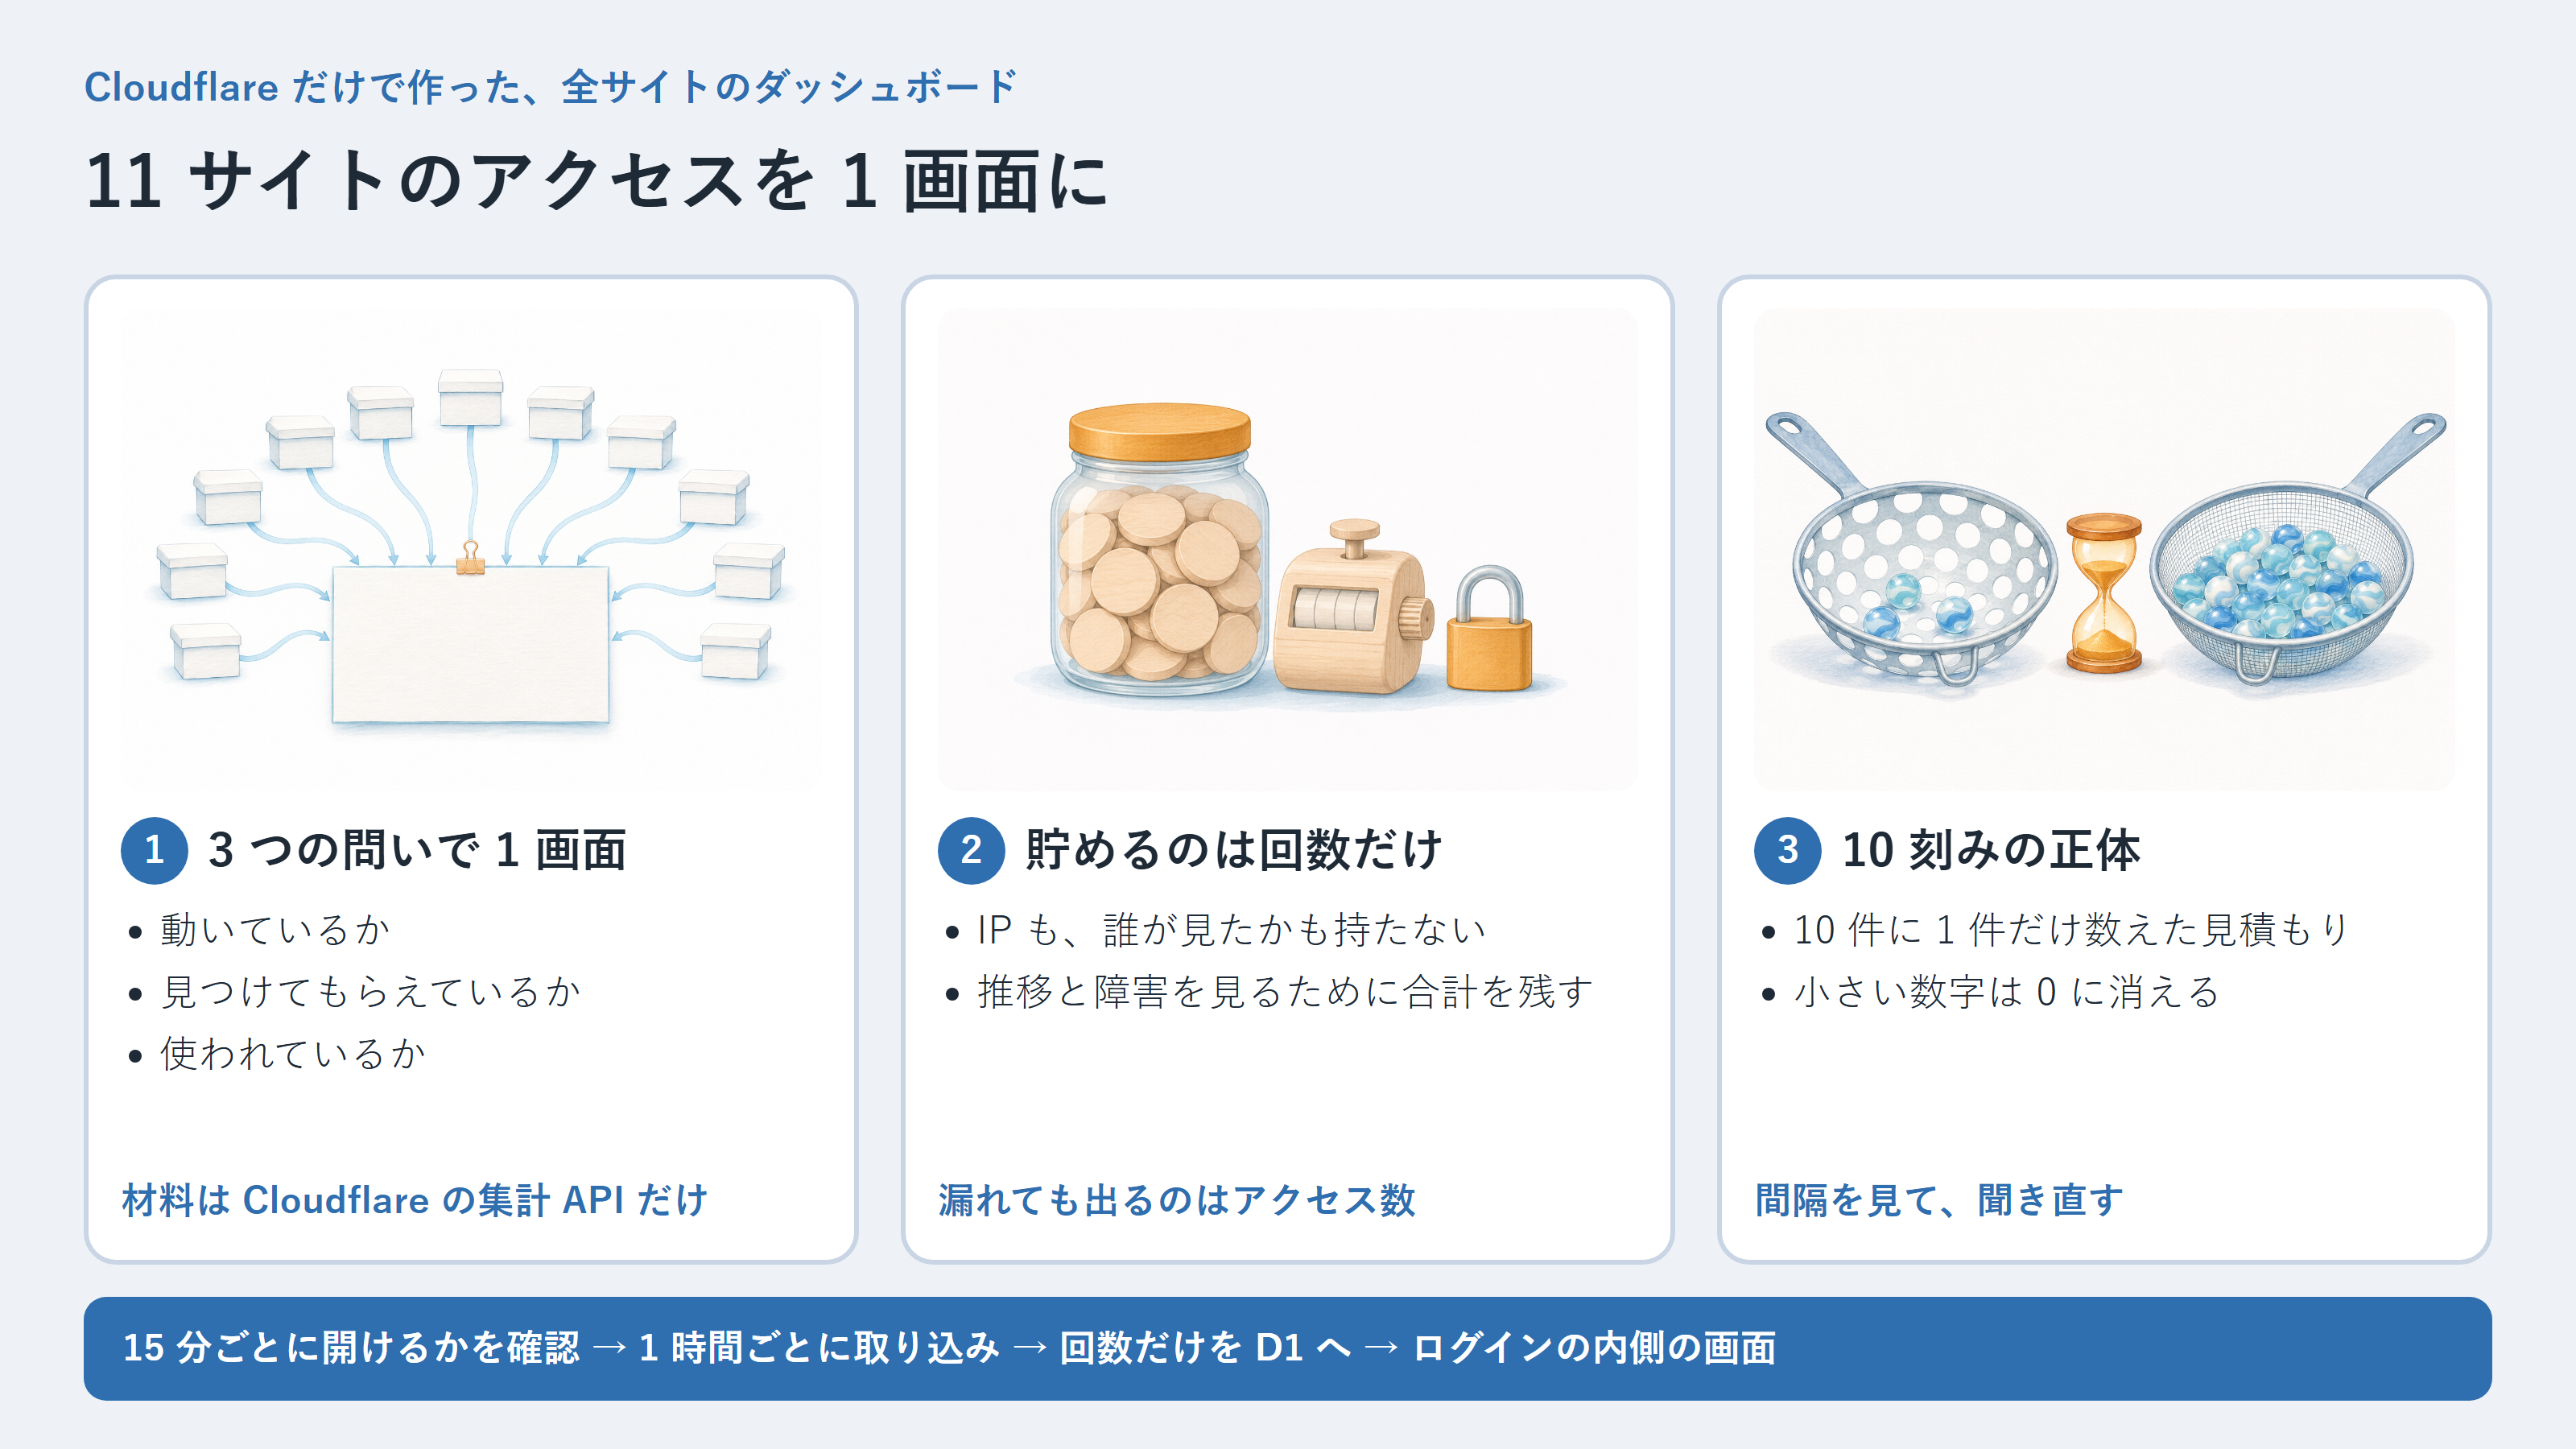 Cloudflare だけで作った、全サイトのダッシュボード
11 サイトのアクセスを 1 画面に
1 3 つの問いで 1 画面
• 動いているか
• 見つけてもらえているか
• 使われているか
材料は Cloudflare の集計 API だけ
2 貯めるのは回数だけ
• IP も、誰が見たかも持たない
• 推移と障害を見るために合計を残す
漏れても出るのはアクセス数
3 10 刻みの正体
• 10 件に 1 件だけ数えた見積もり
• 小さい数字は 0 に消える
間隔を見て、聞き直す
15 分ごとに開けるかを確認 → 1 時間ごとに取り込み → 回数だけを D1 へ → ログインの内側の画面